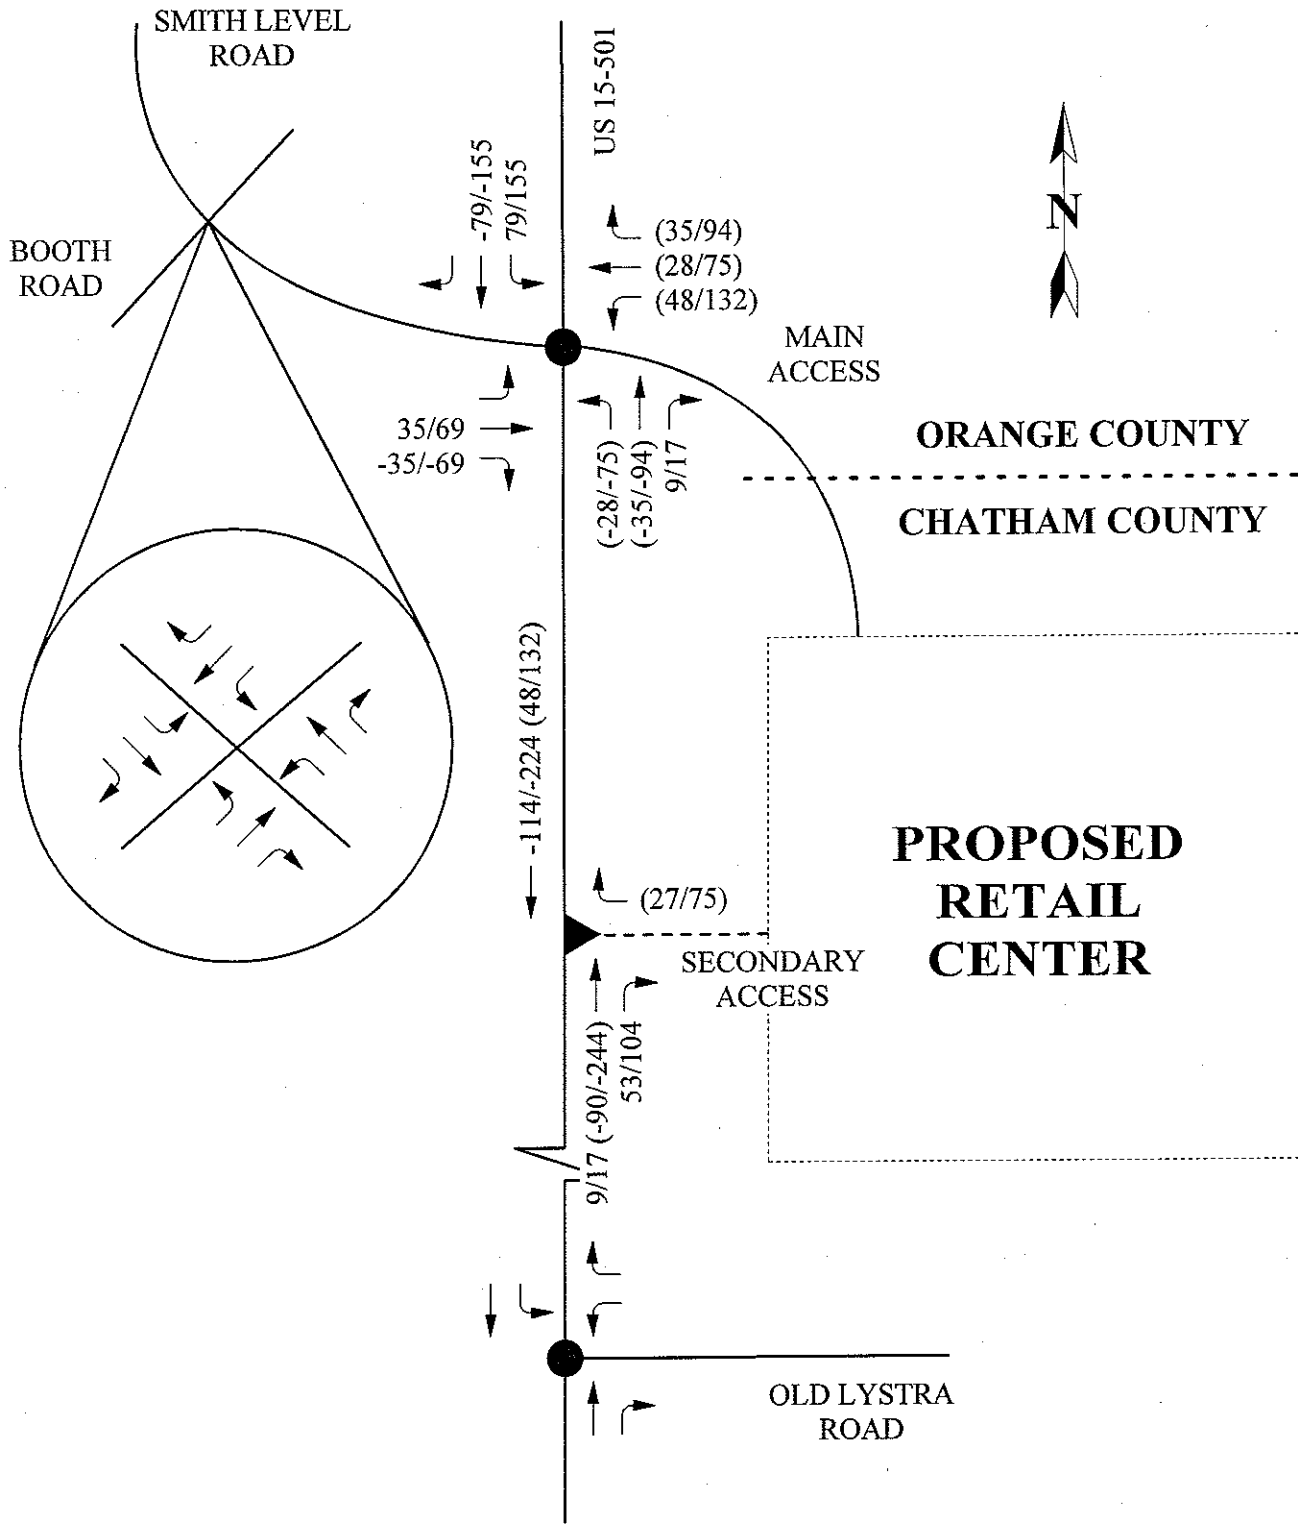 SMITH LEVEL
ROAD
US 15-501
-79/-155
79/155
(35/94)
(28/75)
(48/132)
N
BOOTH
ROAD
MAIN
ACCESS
35/69
-35/-69
(-28/-75)
(-35/-94)
9/17
ORANGE COUNTY
CHATHAM COUNTY
-114/-224 (48/132)
PROPOSED
RETAIL
CENTER
(27/75)
SECONDARY
ACCESS
9/17 (-90/-244)
53/104
OLD LYSTRA
ROAD